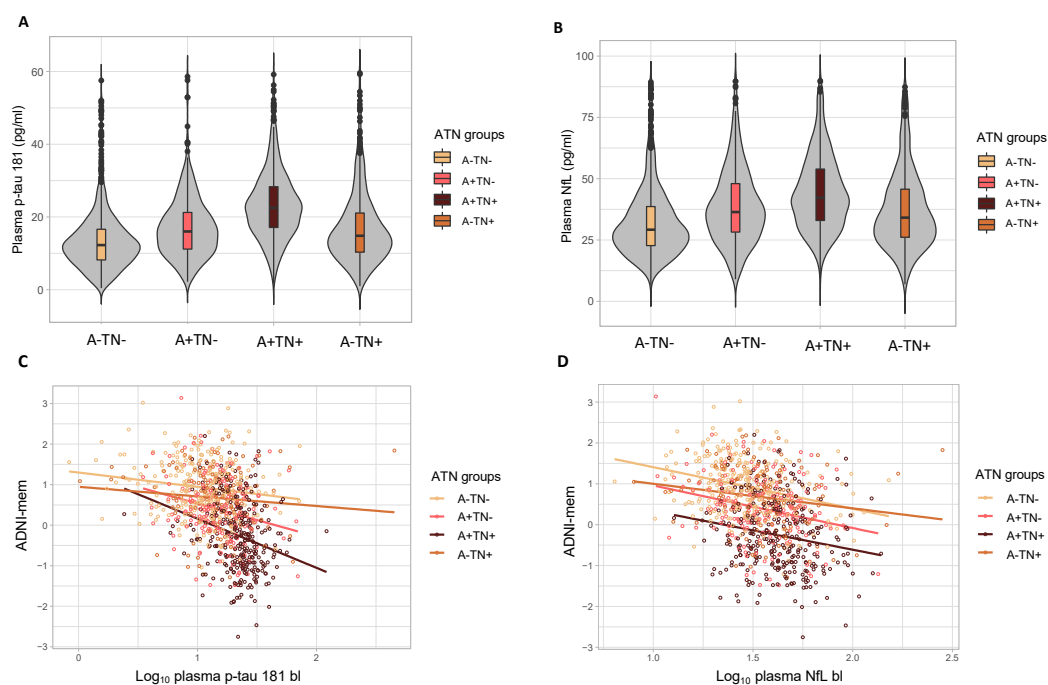 A
Plasma p-tau 181 (pg/ml)
60
40
20
0
A-TN-
A+TN-
A+TN+
A-TN+
ATN groups
A-TN-
A+TN-
A+TN+
A-TN+
B
Plasma NfL (pg/ml)
100
75
50
25
0
A-TN-
A+TN-
A+TN+
A-TN+
ATN groups
A-TN-
A+TN-
A+TN+
A-TN+
C
ADNI-mem
3
2
1
0
−1
−2
−3
0
1
2
Log₁₀ plasma p-tau 181 bl
ATN groups
A-TN-
A+TN-
A+TN+
A-TN+
D
ADNI-mem
3
2
1
0
−1
−2
−3
1.0
1.5
2.0
2.5
Log₁₀ plasma NfL bl
ATN groups
A-TN-
A+TN-
A+TN+
A-TN+